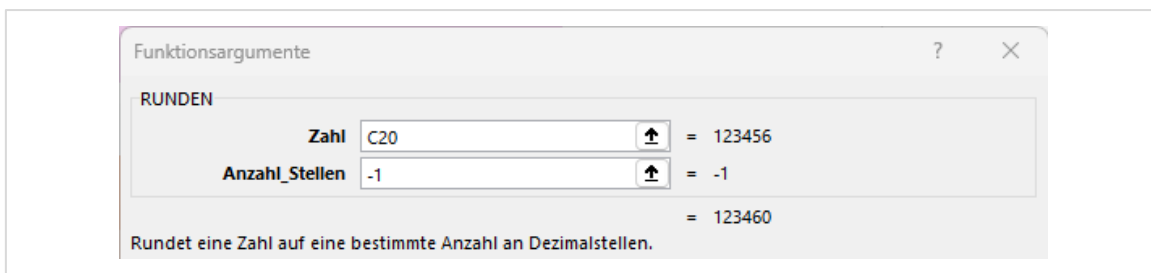 Funktionsargumente ?
RUNDEN
Zahl C20 = 123456
Anzahl_Stellen -1 = -1
= 123460
Rundet eine Zahl auf eine bestimmte Anzahl an Dezimalstellen.